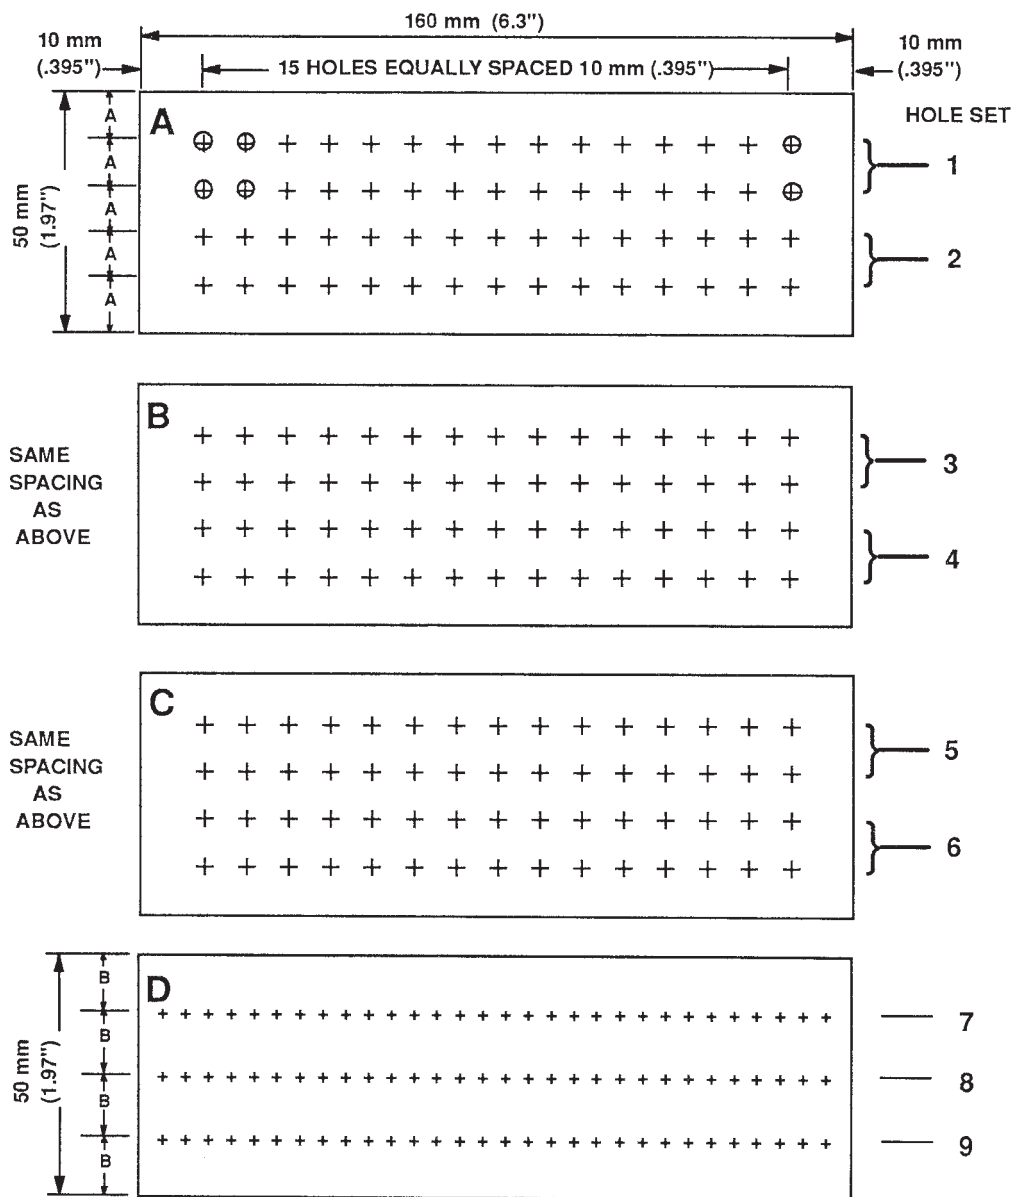 160 mm (6.3")
10 mm
(.395")
15 HOLES EQUALLY SPACED 10 mm (.395")
10 mm
(.395")
HOLE SET
A
A
A
A
A
A
50 mm
(1.97")
1
2
B
SAME
SPACING
AS
ABOVE
3
4
C
SAME
SPACING
AS
ABOVE
5
6
D
B
B
B
B
50 mm
(1.97")
7
8
9